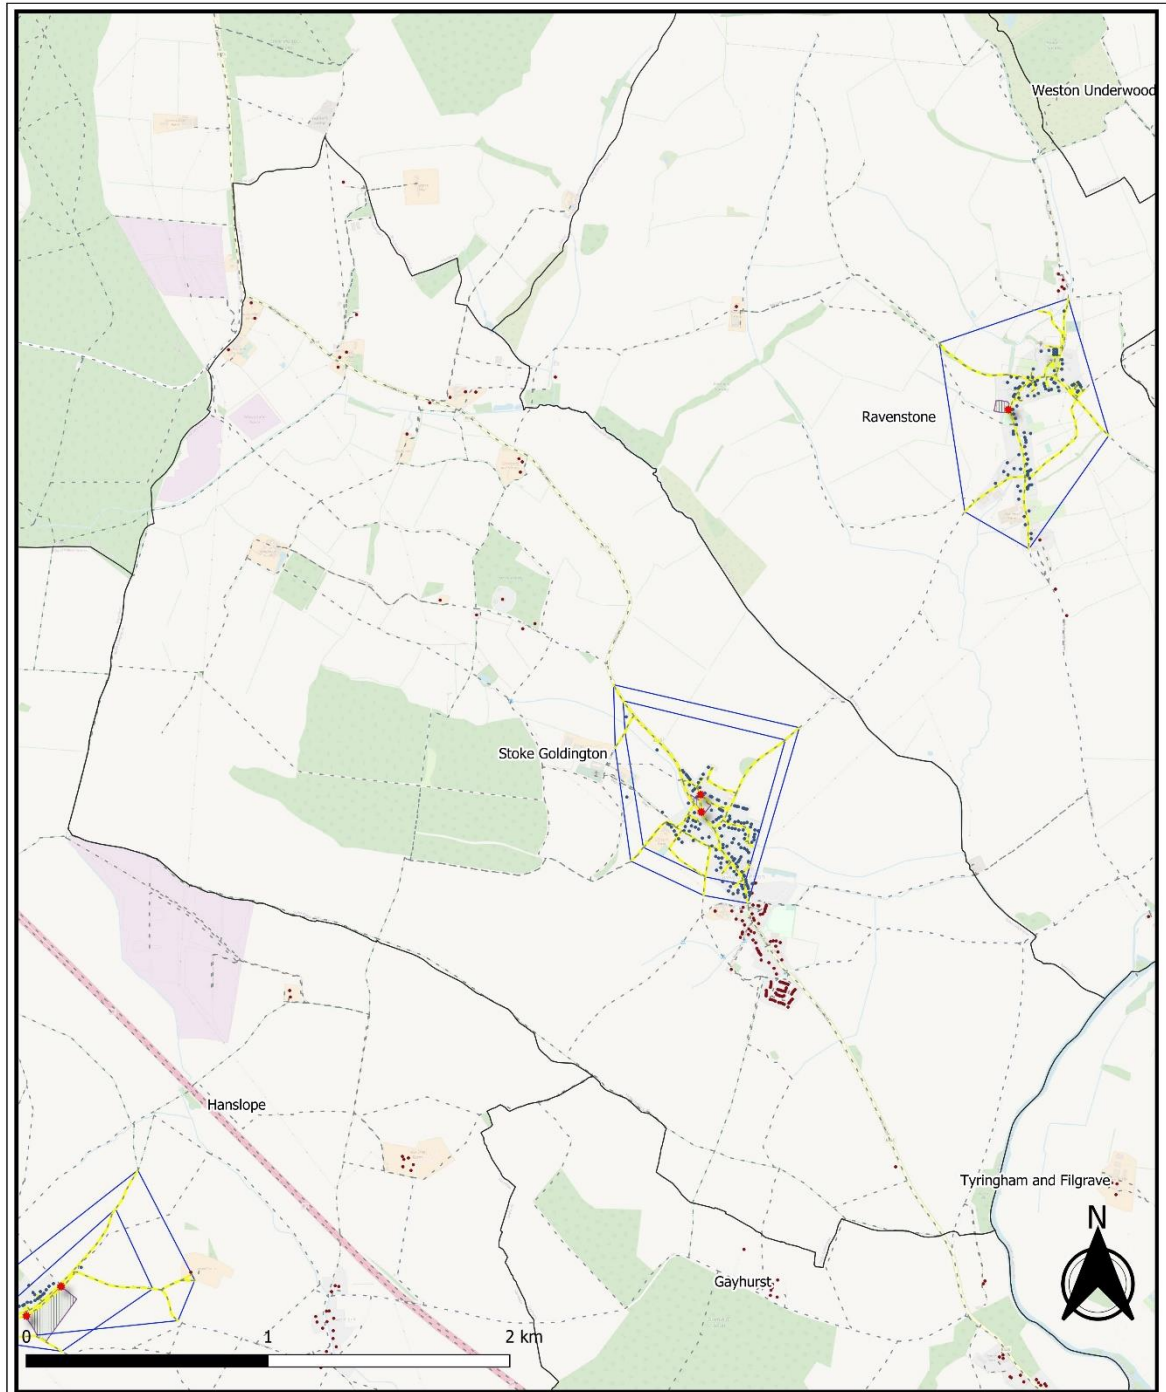 Weston Underwood
Ravenstone
Stoke Goldington
Hanslope
Tyringham and Filgrave
N
Gayhurst
0 1 2 km